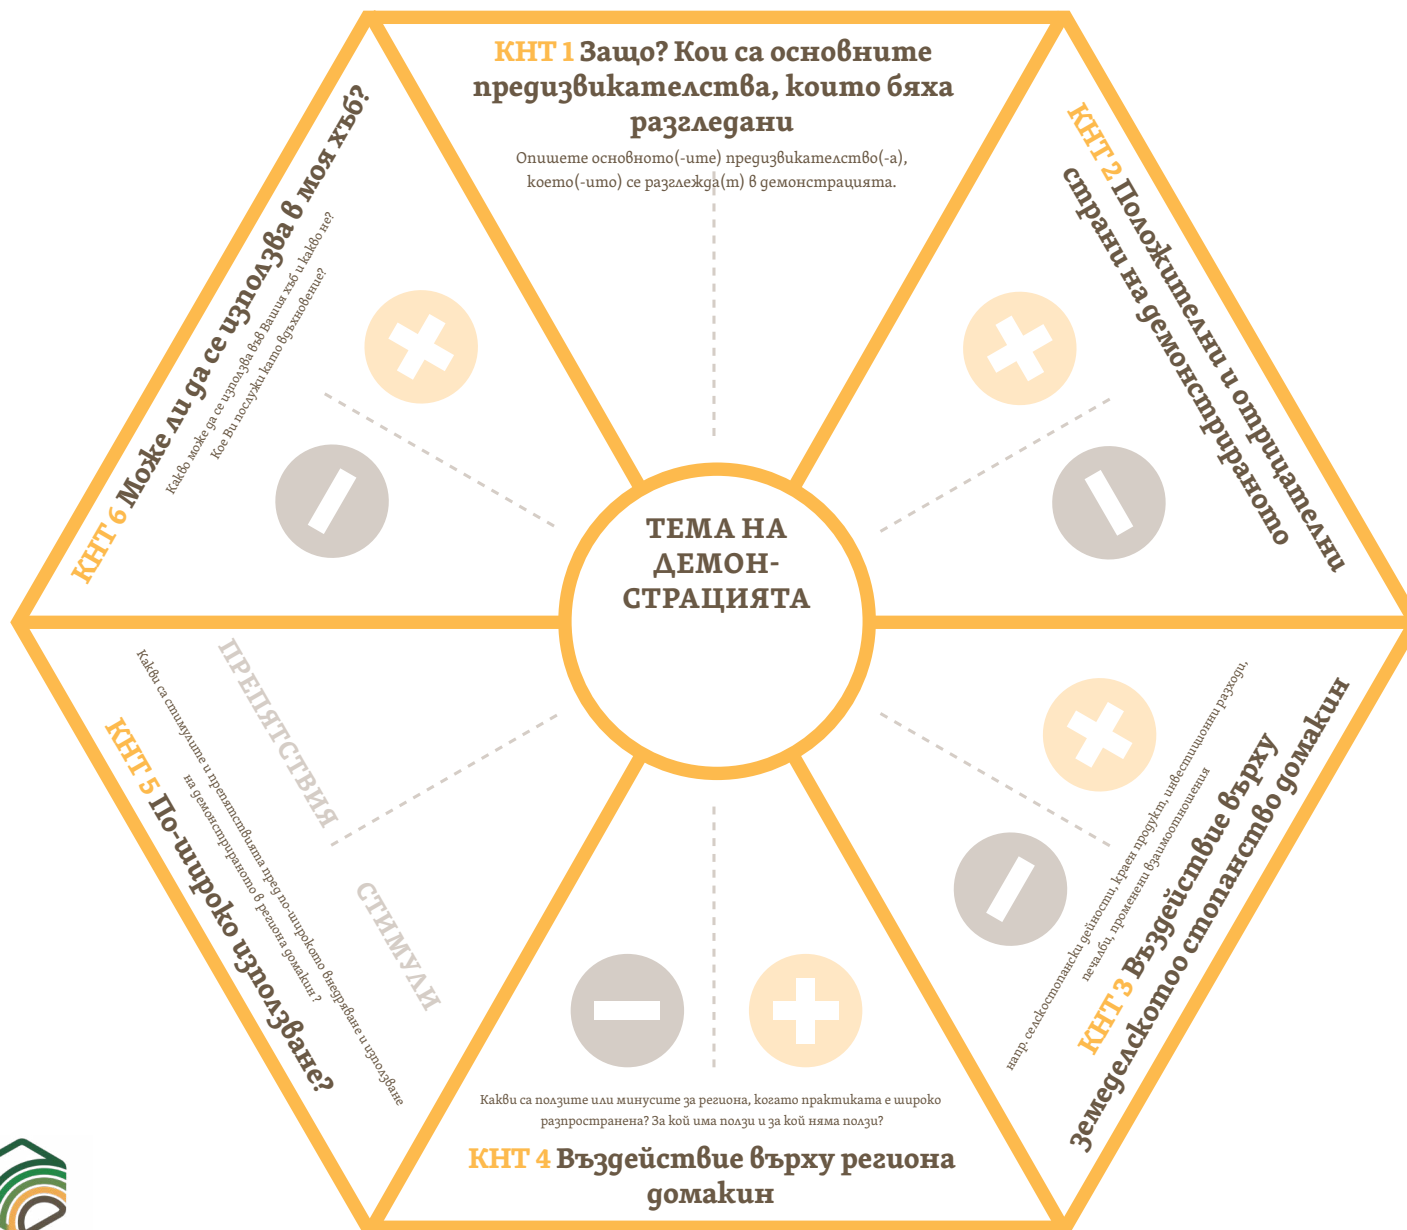 КНТ 1 Защо? Кои са основните
предизвикателства, които бяха
разгледани
Опишете основното(-ите) предизвикателство(-а),
което(-ито) се разглежда(т) в демонстрацията.
КНТ 2 Положителни и отрицателни
страни на демонстрираното
напр. селскостопански дейности, краен продукт, инвестиционни разходи,
печалби, променени взаимоотношения
КНТ 3 Въздействие върху
земеделскотоо стопанство домакин
Какви са ползите или минусите за региона, когато практиката е широко
разпространена? За кой има ползи и за кой няма ползи?
КНТ 4 Въздействие върху региона
домакин
ПРЕПЯТСТВИЯ
СТИМУЛИ
Какви са стимулите и препятствията пред по-широкото внедряване и използване
на демонстрираното в региона домакин?
КНТ 5 По-широко използване?
КНТ 6 Може ли да се използва в моя хъб?
Какво може да се използва във Вашия хъб и какво не?
Кое Ви послужи като вдъхновение?
ТЕМА НА
ДЕМОН-
СТРАЦИЯТА